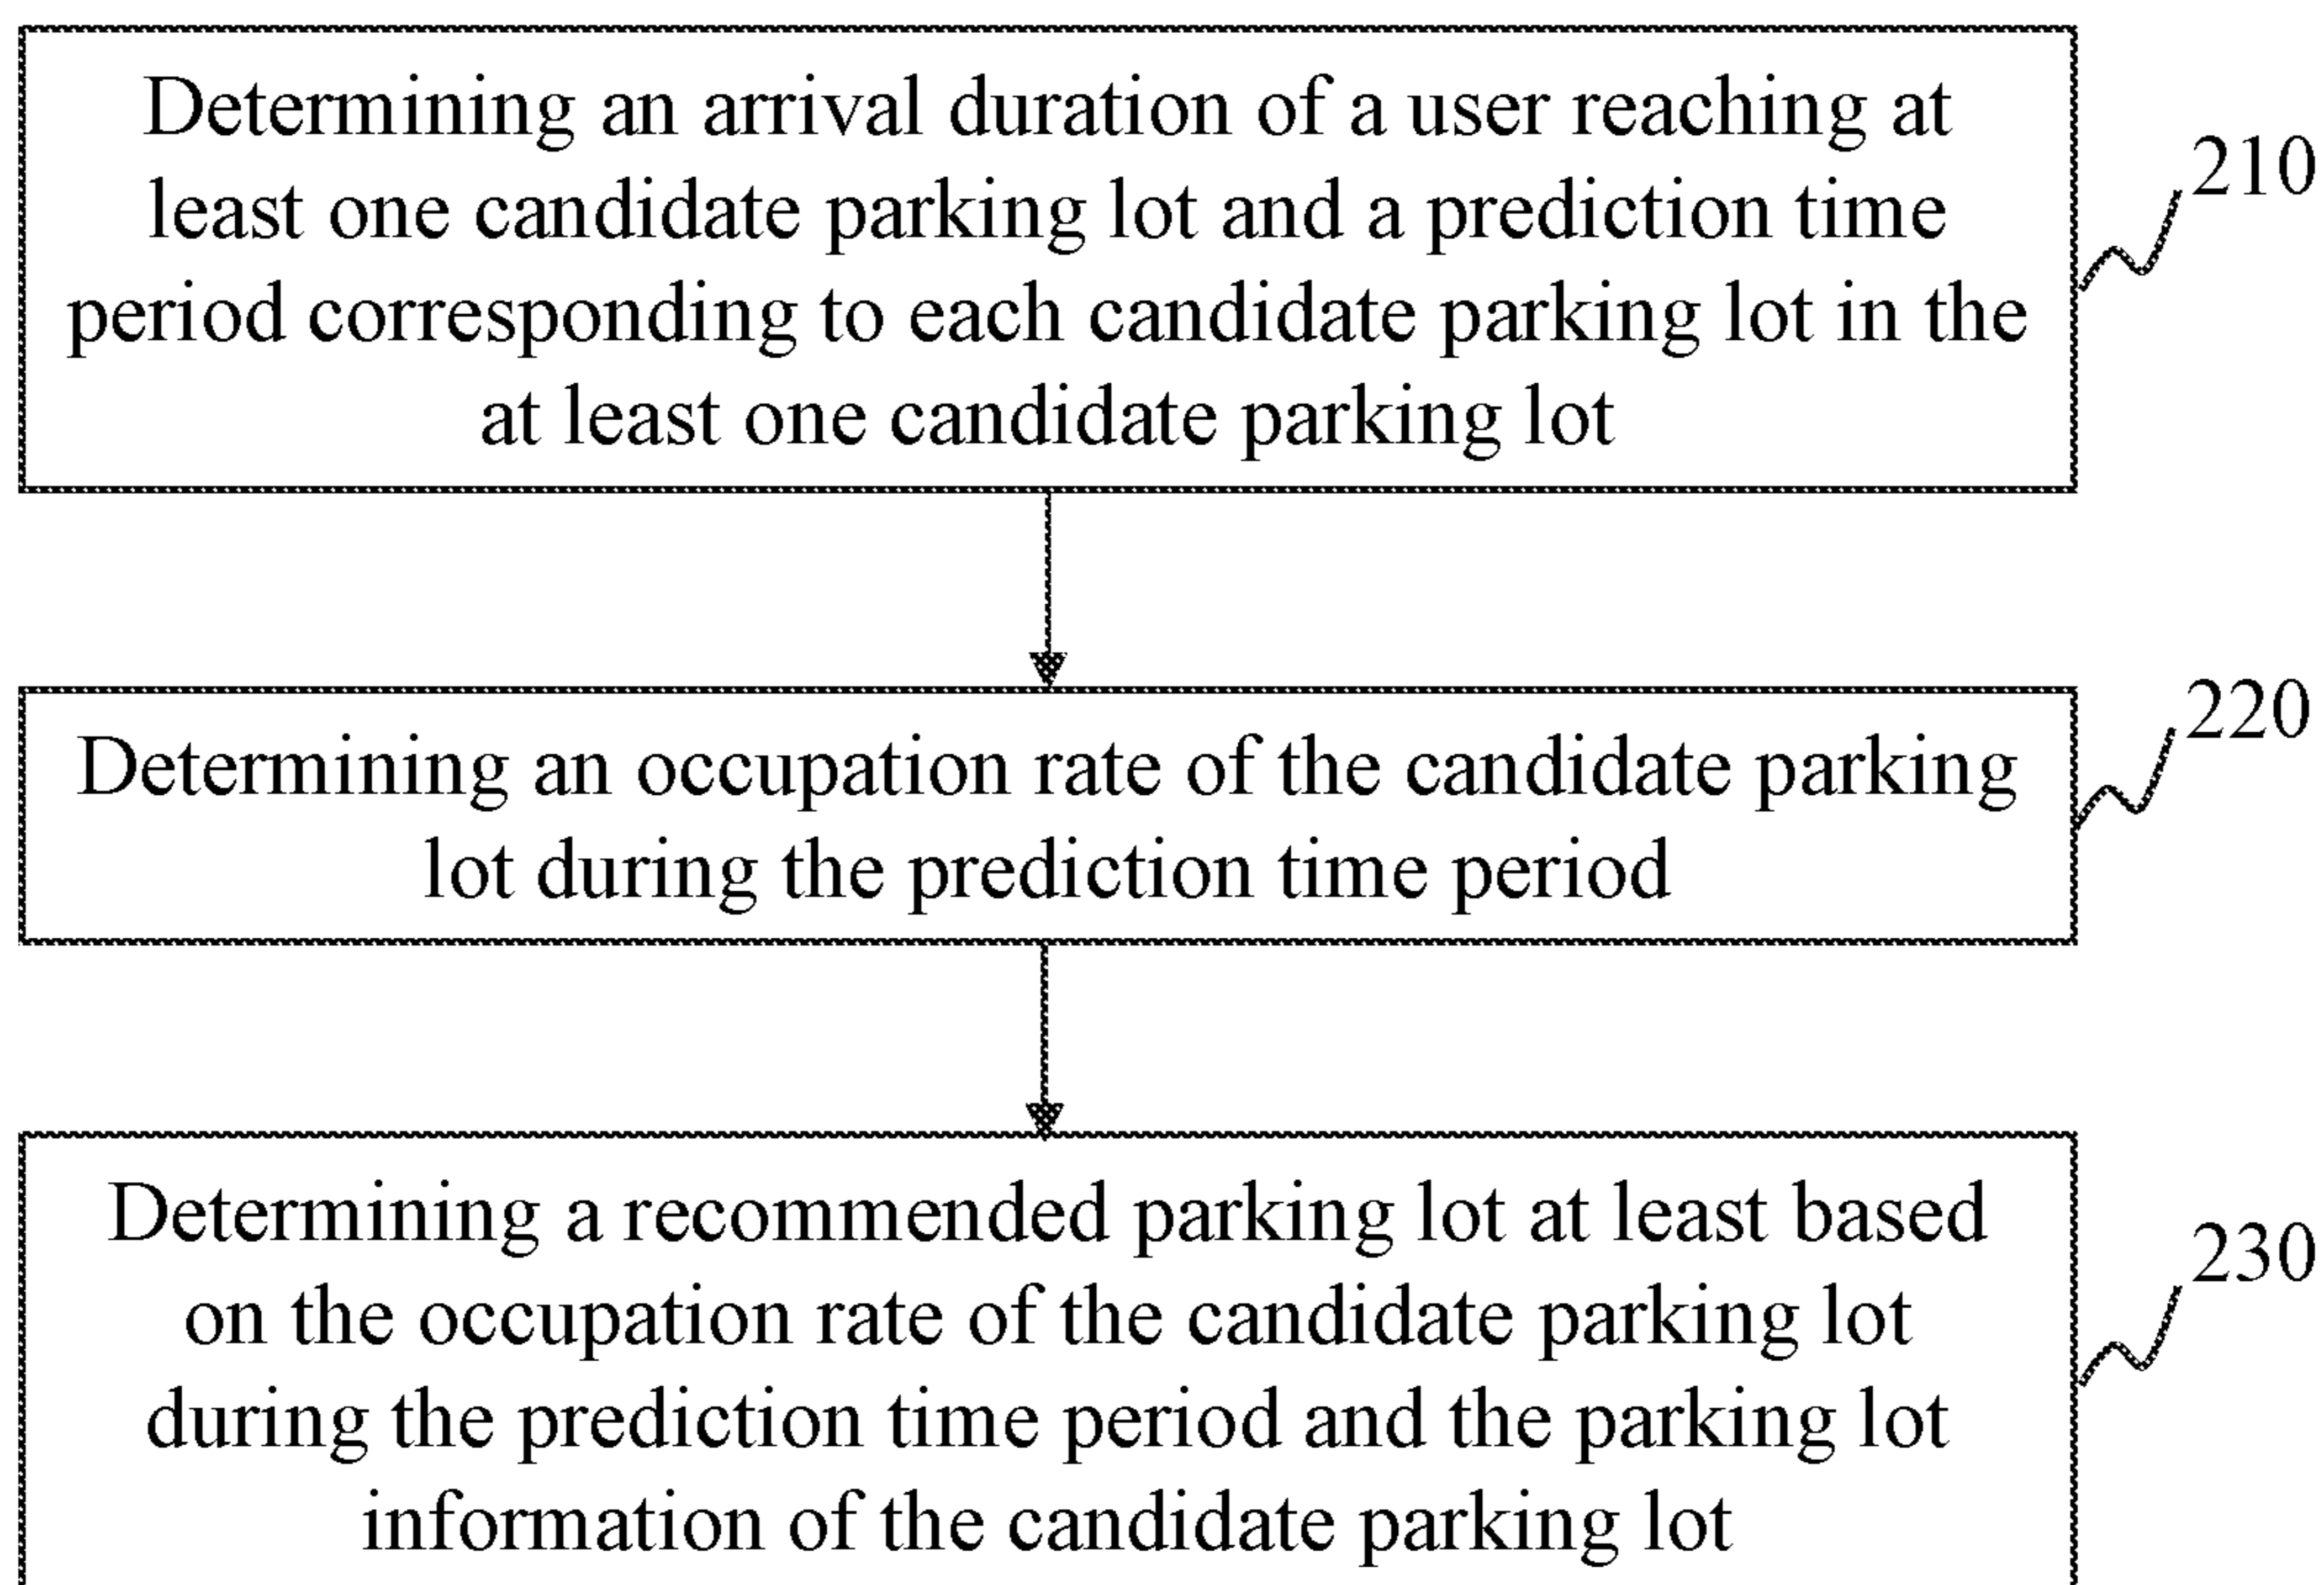 Determining an arrival duration of a user reaching at
least one candidate parking lot and a prediction time
period corresponding to each candidate parking lot in the
at least one candidate parking lot
210
Determining an occupation rate of the candidate parking
lot during the prediction time period
220
Determining a recommended parking lot at least based
on the occupation rate of the candidate parking lot
during the prediction time period and the parking lot
information of the candidate parking lot
230